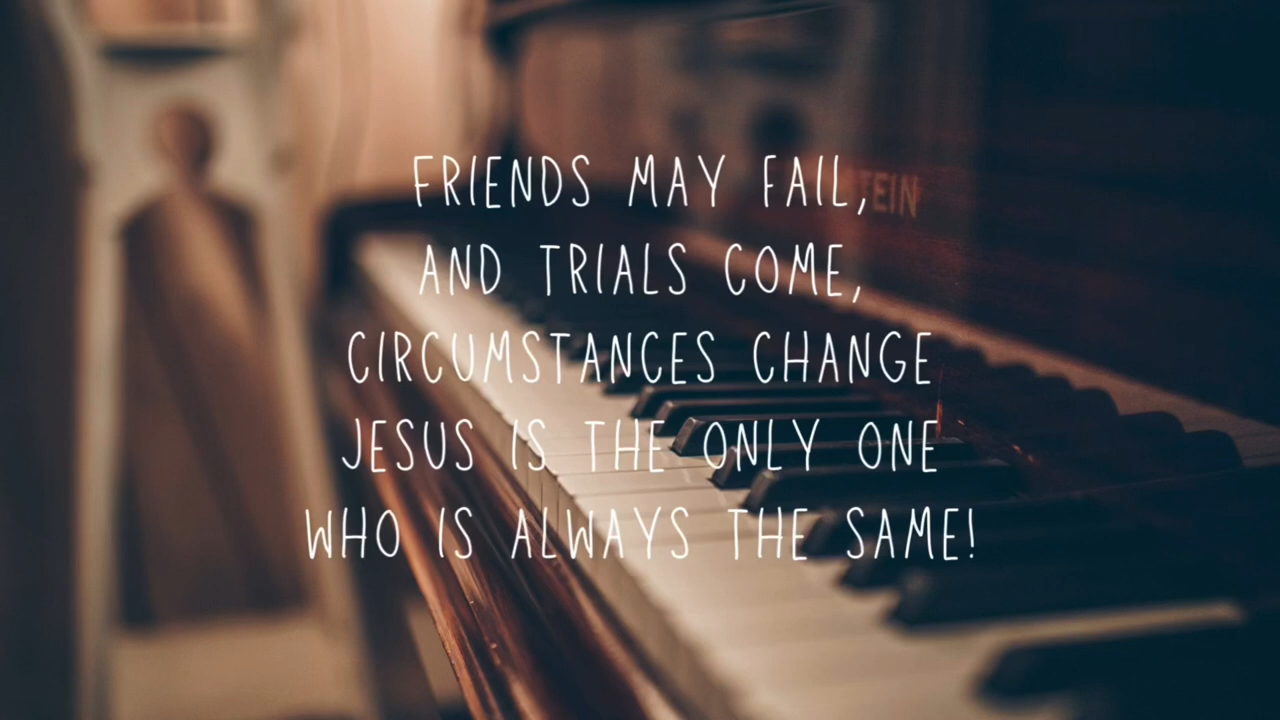 FRIENDS MAY FAIL,
AND TRIALS COME,
CIRCUMSTANCES CHANGE
JESUS IS THE ONLY ONE
WHO IS ALWAYS THE SAME!